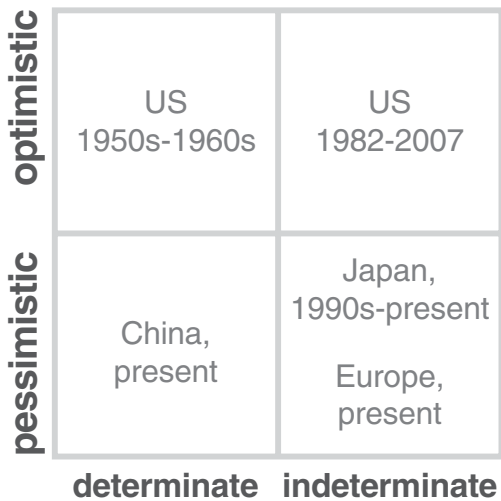 optimistic
US
1950s-1960s
US
1982-2007
pessimistic
China,
present
Japan,
1990s-present
Europe,
present
determinate
indeterminate